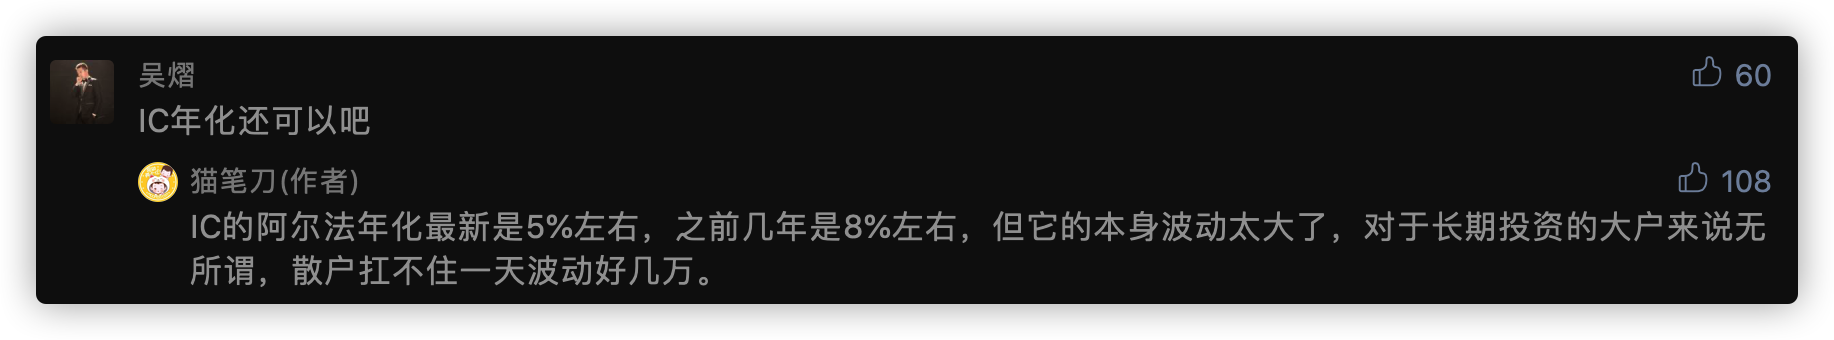 吴熠
60
IC年化还可以吧
猫笔刀(作者)
108
IC的阿尔法年化最新是5%左右，之前几年是8%左右，但它的本身波动太大了，对于长期投资的大户来说无
所谓，散户扛不住一天波动好几万。